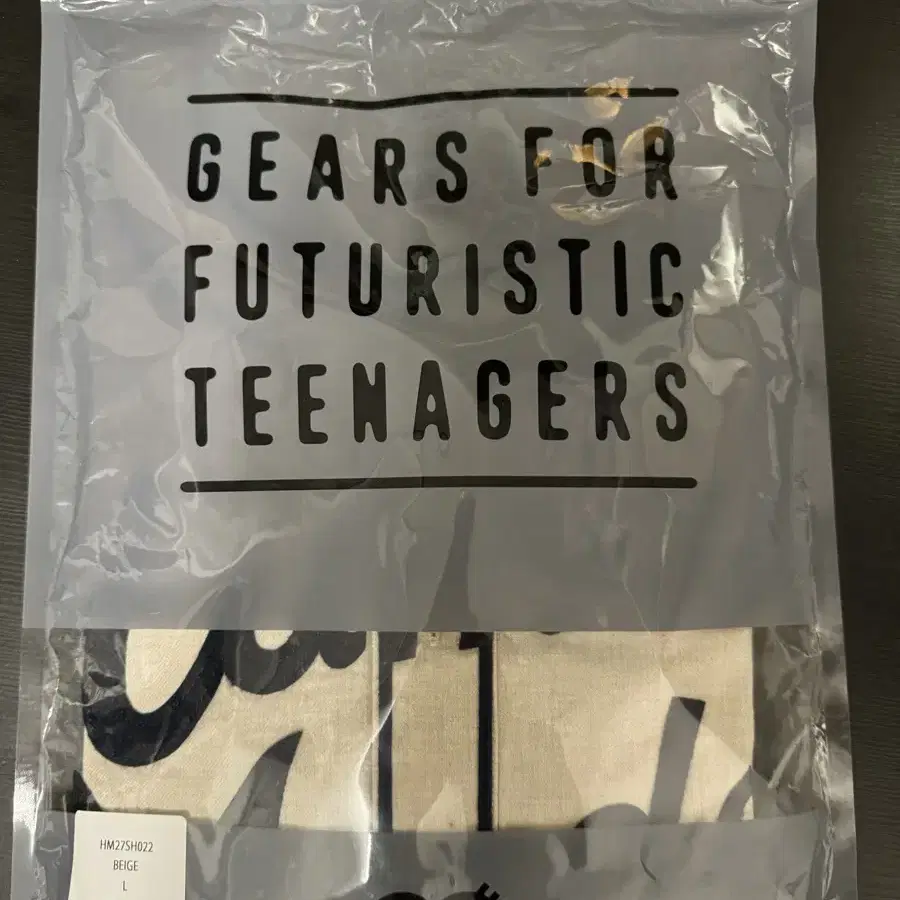 GEARS FOR
FUTURISTIC
TEENAGERS
HM27SH022
BEIGE
L